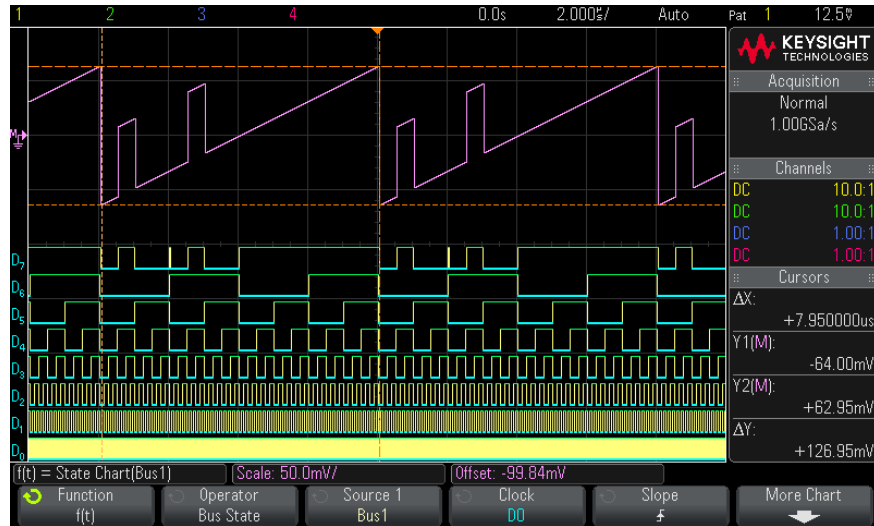 1 2 3 4 0.0s 2.000㎲/ Auto Pat 1 12.5V
KEYSIGHT
TECHNOLOGIES
Acquisition
Normal
1.00GSa/s
Channels
DC 10.0:1
DC 10.0:1
DC 1.00:1
DC 1.00:1
Cursors
ΔX:
+7.950000us
Y1(M):
-64.00mV
Y2(M):
+62.95mV
ΔY:
+126.95mV
M
D7
D6
D5
D4
D3
D2
D1
D0
f(t) = State Chart(Bus1) Scale: 50.0mV/ Offset: -99.84mV
Function Operator Source 1 Clock Slope More Chart
f(t) Bus State Bus1 D0